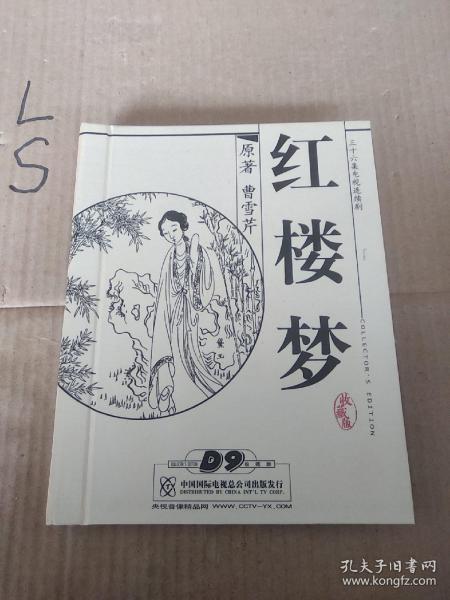 L
S
三十六集电视连续剧
红楼梦
原著 曹雪芹
黛玉
COLLECTOR'S EDITION
收藏版
D9
中国国际电视总公司出版发行
DISTRIBUTED BY CHINA INT'L TV CORP.
央视音像精品网 WWW.CCTV-YX.COM
孔夫子旧书网
www.kongfz.com